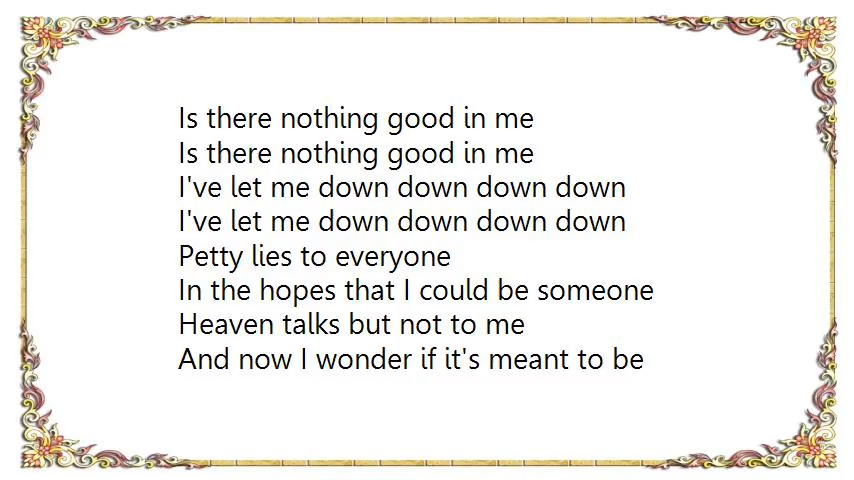 Is there nothing good in me
Is there nothing good in me
I've let me down down down down
I've let me down down down down
Petty lies to everyone
In the hopes that I could be someone
Heaven talks but not to me
And now I wonder if it's meant to be